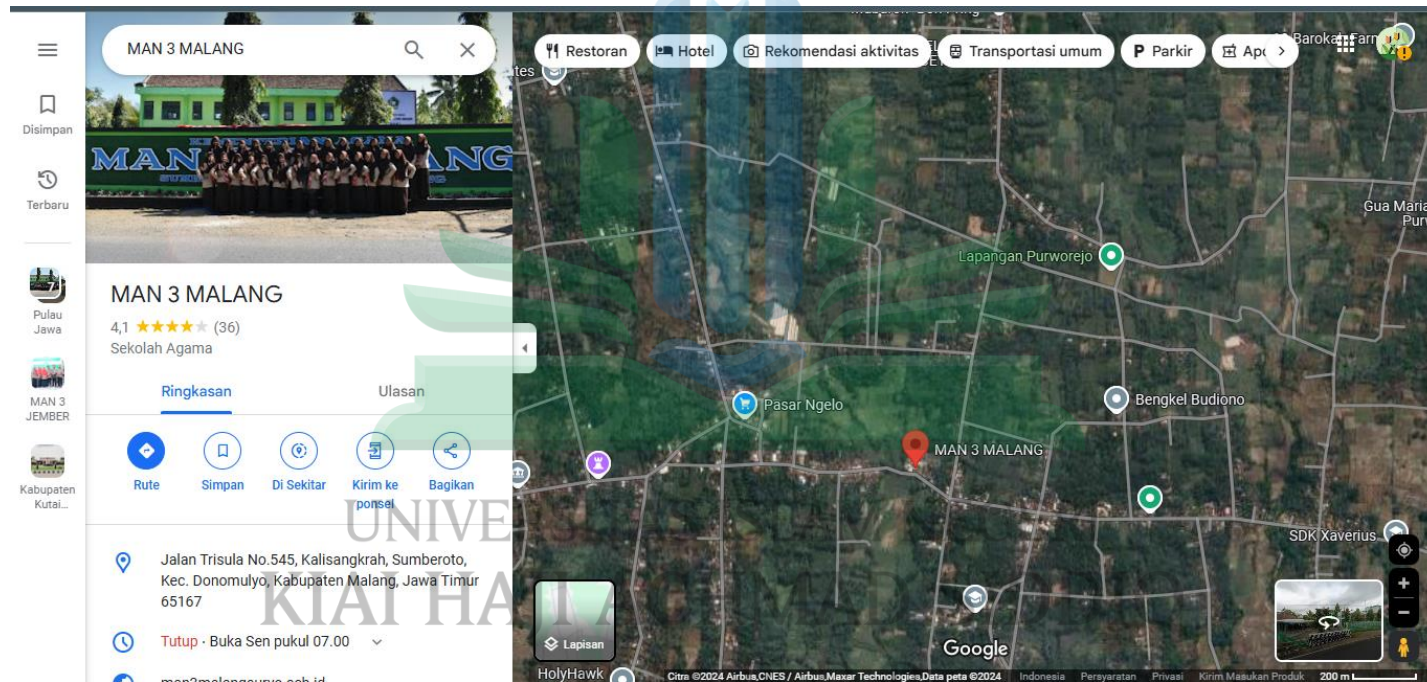 MAN 3 MALANG
Disimpan
Terbaru
7
Pulau
Jawa
MAN 3
JEMBER
Kabupaten
Kutai...
MAN 3 MALANG
4,1
(36)
Sekolah Agama
Ringkasan
Ulasan
Rute
Simpan
Di Sekitar
Kirim ke
ponsel
Bagikan
Jalan Trisula No.545, Kalisangkrah, Sumberoto,
Kec. Donomulyo, Kabupaten Malang, Jawa Timur
65167
Tutup · Buka Sen pukul 07.00
Restoran
Hotel
Rekomendasi aktivitas
Transportasi umum
P Parkir
Gua Maria
Lapangan Purworejo
Pasar Ngelo
Bengkel Budiono
MAN 3 MALANG
SDK Xaverius
Lapisan
HolyHawk
Google
Citra ©2024 Airbus,CNES / Airbus,Maxar Technologies,Data peta ©2024
Indonesia
Persyaratan
Privasi
Kirim Masukan Produk
200 m
KIAI HAJI ACHMAD SIDDIQ